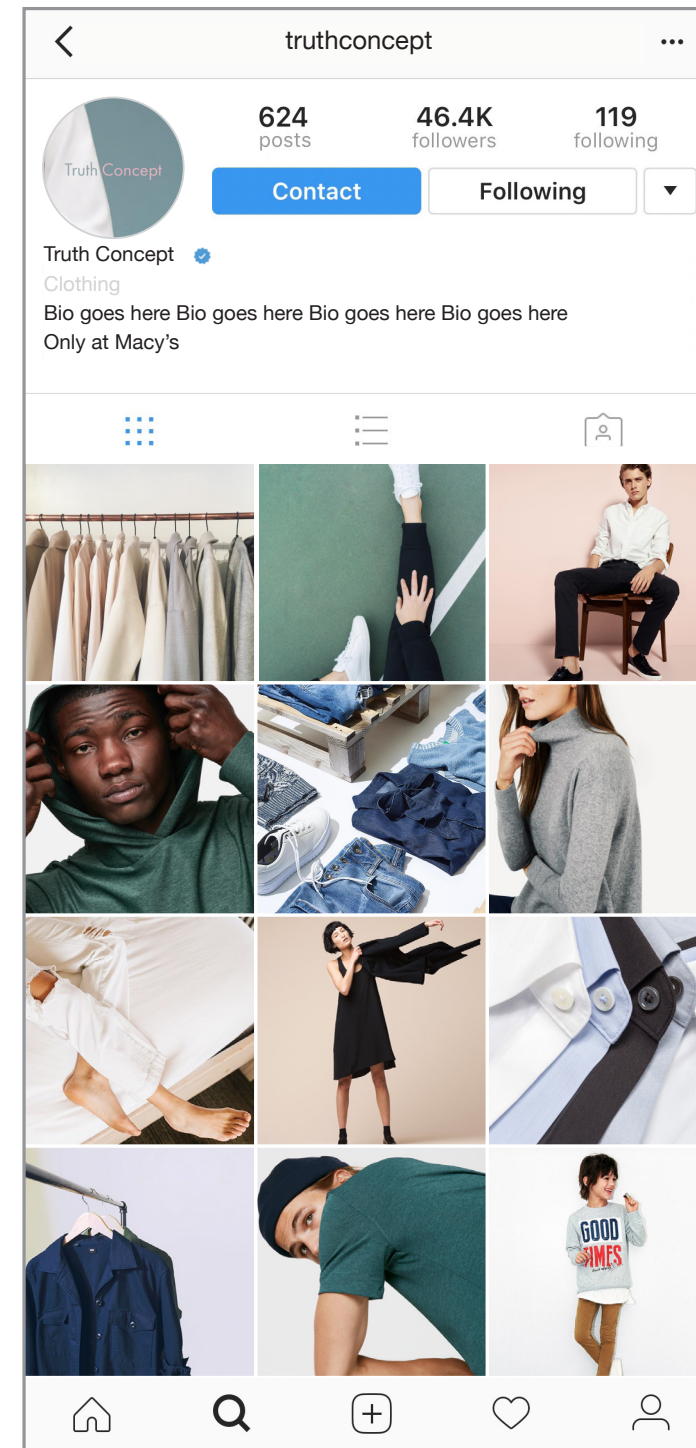 truthconcept
624 46.4K 119
posts followers following
Truth Concept
Contact Following
Truth Concept
Clothing
Bio goes here Bio goes here Bio goes here Bio goes here
Only at Macy’s
GOOD
TIMES